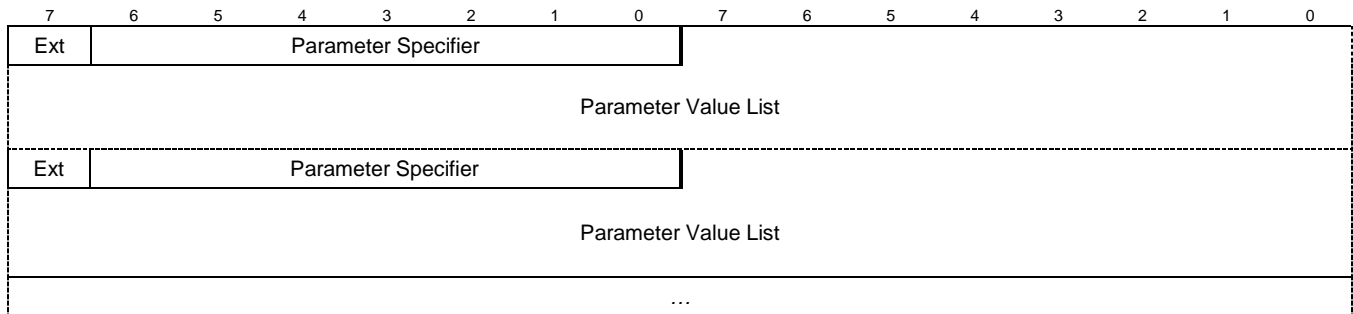 7 6 5 4 3 2 1 0 7 6 5 4 3 2 1 0
Ext Parameter Specifier
Parameter Value List
Ext Parameter Specifier
Parameter Value List
…